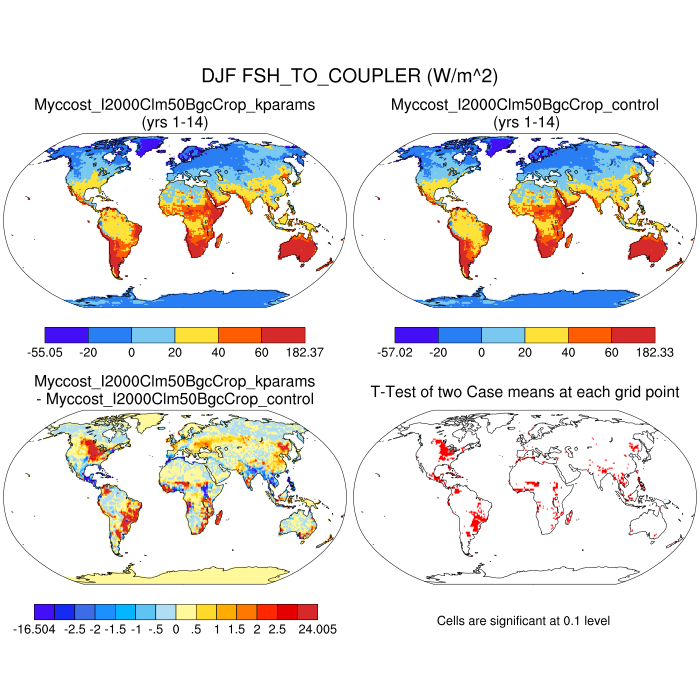 DJF FSH_TO_COUPLER (W/m^2)
Myccost_I2000Clm50BgcCrop_kparams
(yrs 1-14)
Myccost_I2000Clm50BgcCrop_control
(yrs 1-14)
-55.05 -20 0 20 40 60 182.37
-57.02 -20 0 20 40 60 182.33
Myccost_I2000Clm50BgcCrop_kparams
- Myccost_I2000Clm50BgcCrop_control
T-Test of two Case means at each grid point
-16.504 -2.5 -2 -1.5 -1 -.5 0 .5 1 1.5 2 2.5 24.005
Cells are significant at 0.1 level